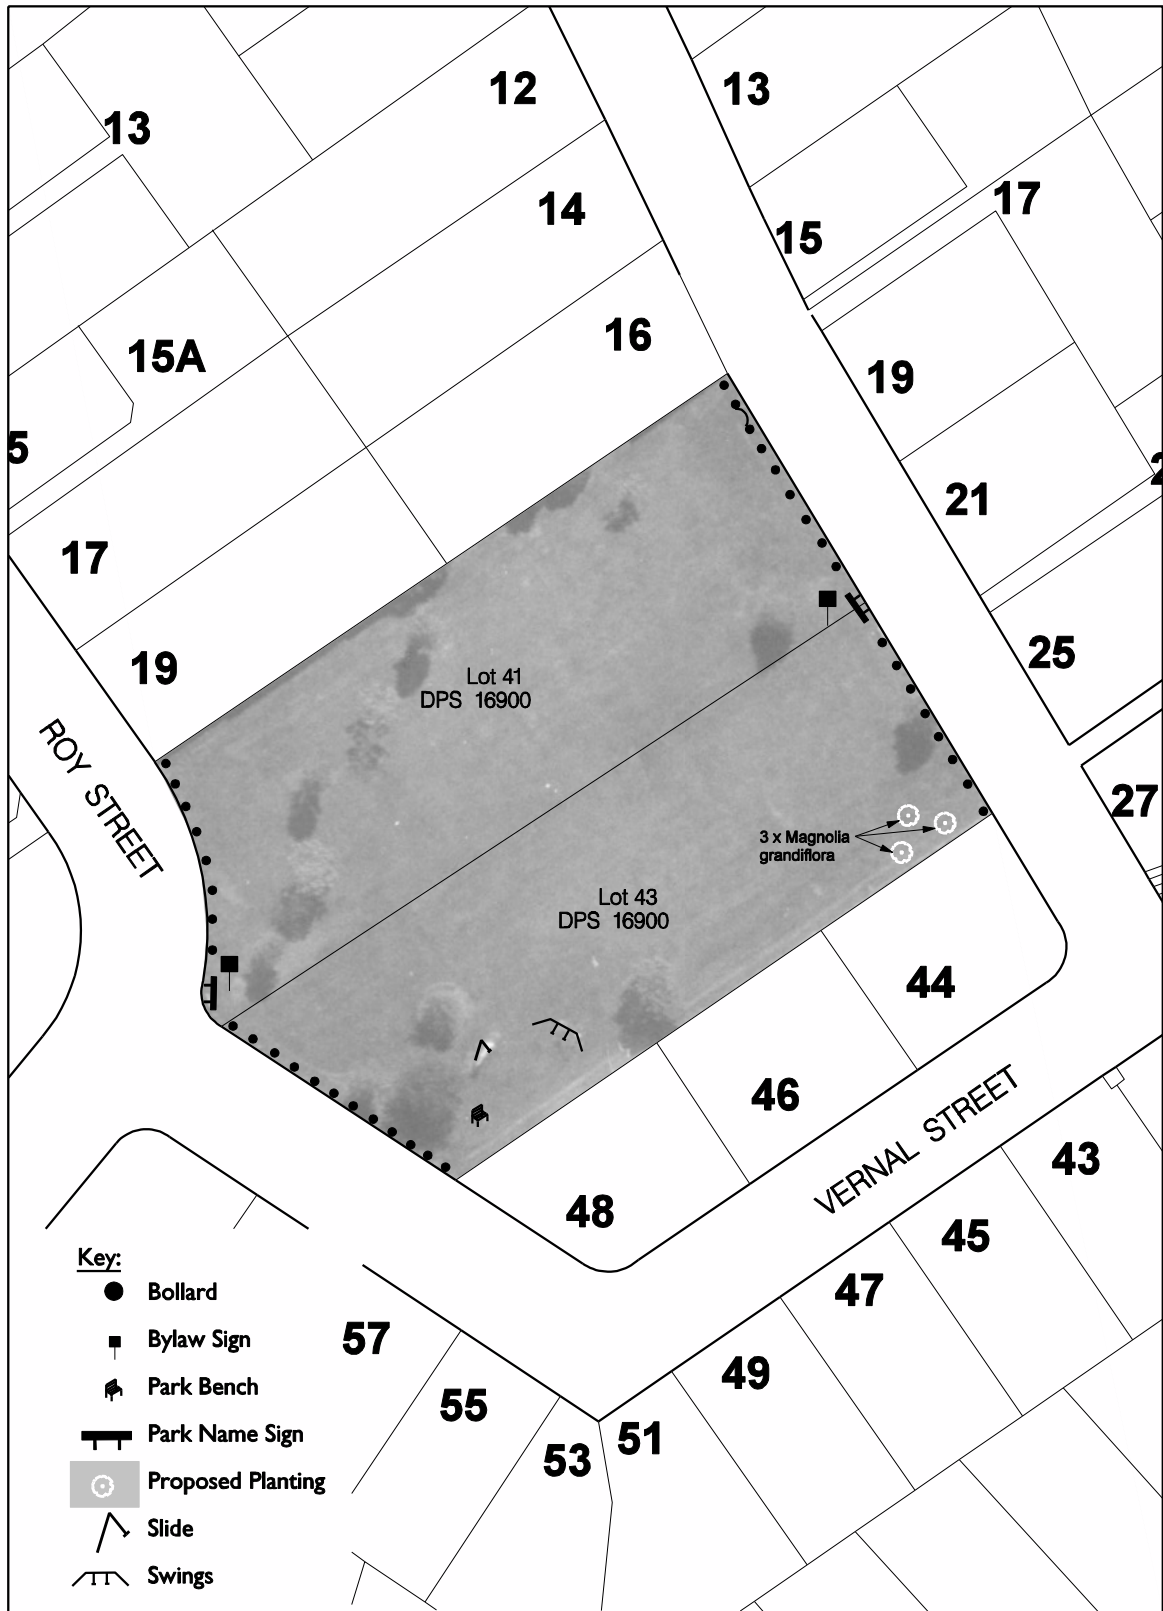 12
13
13
14
17
15
16
15A
19
5
21
17
25
19
Lot 41
DPS 16900
ROY STREET
27
3 x Magnolia
grandiflora
Lot 43
DPS 16900
44
46
VERNAL STREET
43
48
45
47
57
49
55
51
53
Key:
Bollard
Bylaw Sign
Park Bench
Park Name Sign
Proposed Planting
Slide
Swings